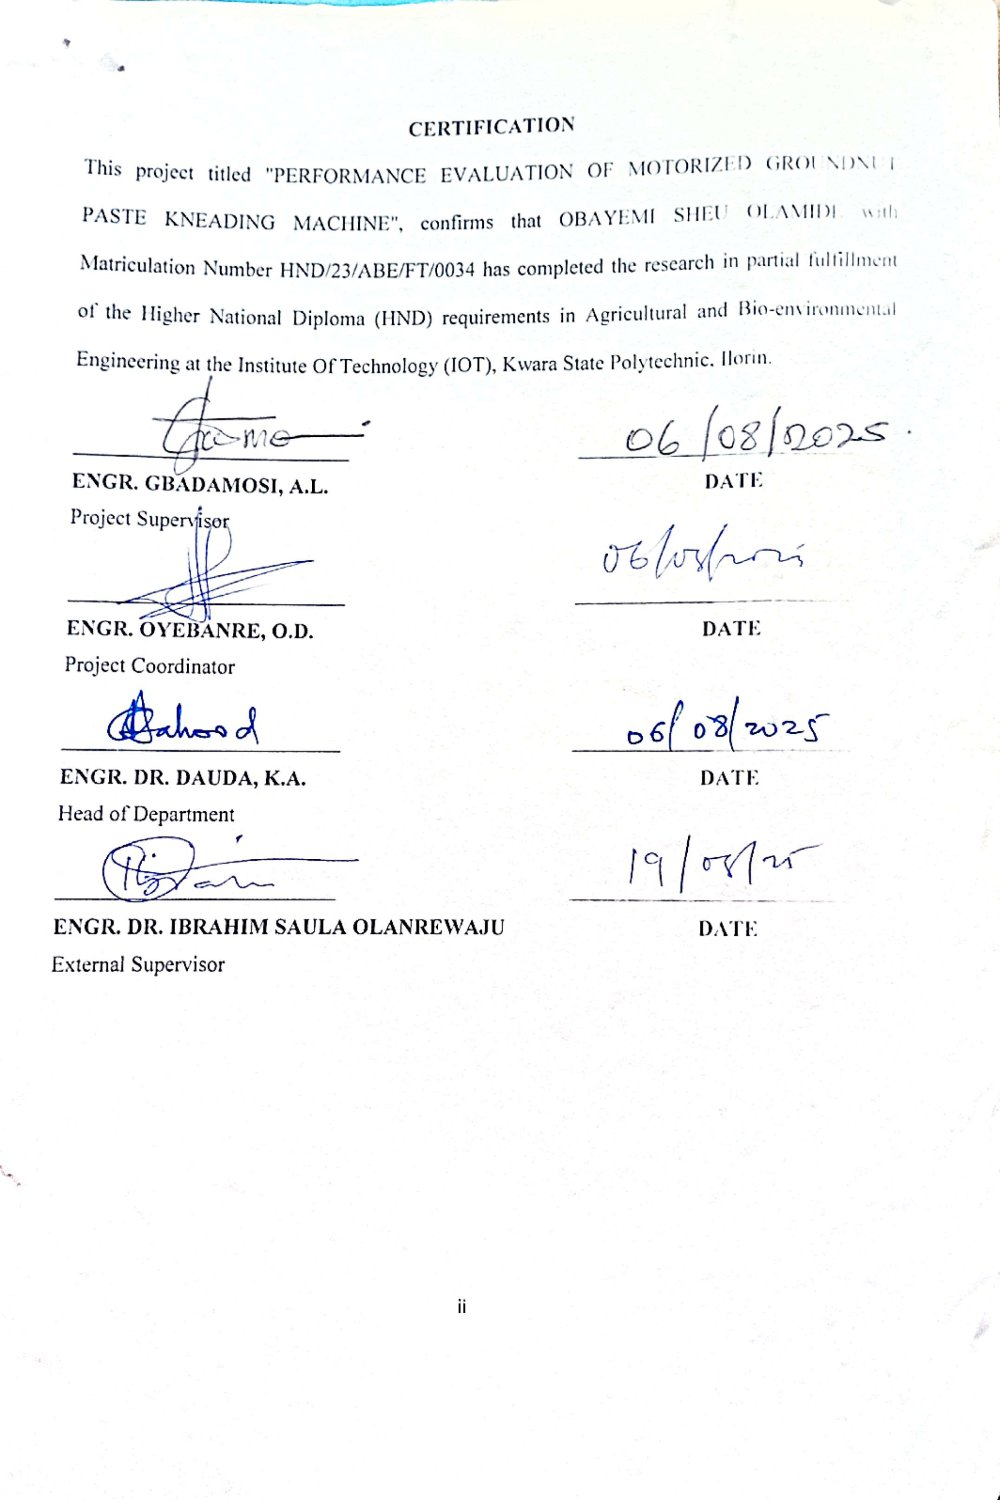 CERTIFICATION
This project titled "PERFORMANCE EVALUATION OF MOTORIZED GROUNDNUT
PASTE KNEADING MACHINE", confirms that OBAYEMI SHEU OLAMIDE with
Matriculation Number HND/23/ABE/FT/0034 has completed the research in partial fulfillment
of the Higher National Diploma (HND) requirements in Agricultural and Bio-environmental
Engineering at the Institute Of Technology (IOT), Kwara State Polytechnic. Ilorin.
06/08/2025
ENGR. GBADAMOSI, A.L. DATE
Project Supervisor
06/08/2025
ENGR. OYEBANRE, O.D. DATE
Project Coordinator
06/08/2025
ENGR. DR. DAUDA, K.A. DATE
Head of Department
19/08/25
ENGR. DR. IBRAHIM SAULA OLANREWAJU DATE
External Supervisor
ii